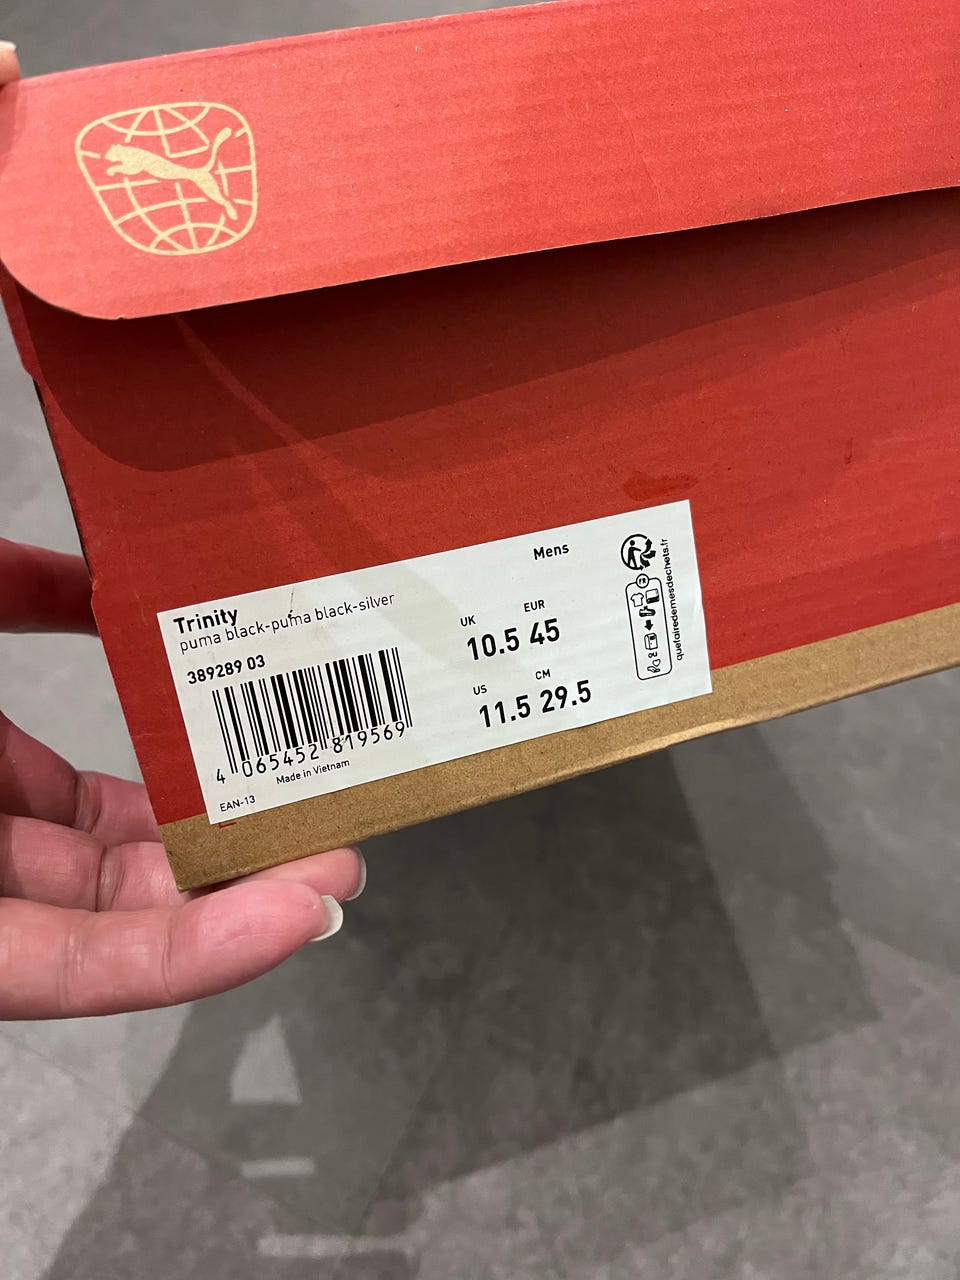 Mens
Trinity
puma black-puma black-silver
389289 03
4 065452 819569
Made in Vietnam
EAN-13
UK EUR
10.5 45
US CM
11.5 29.5
FR
quefairedemesdechets.fr